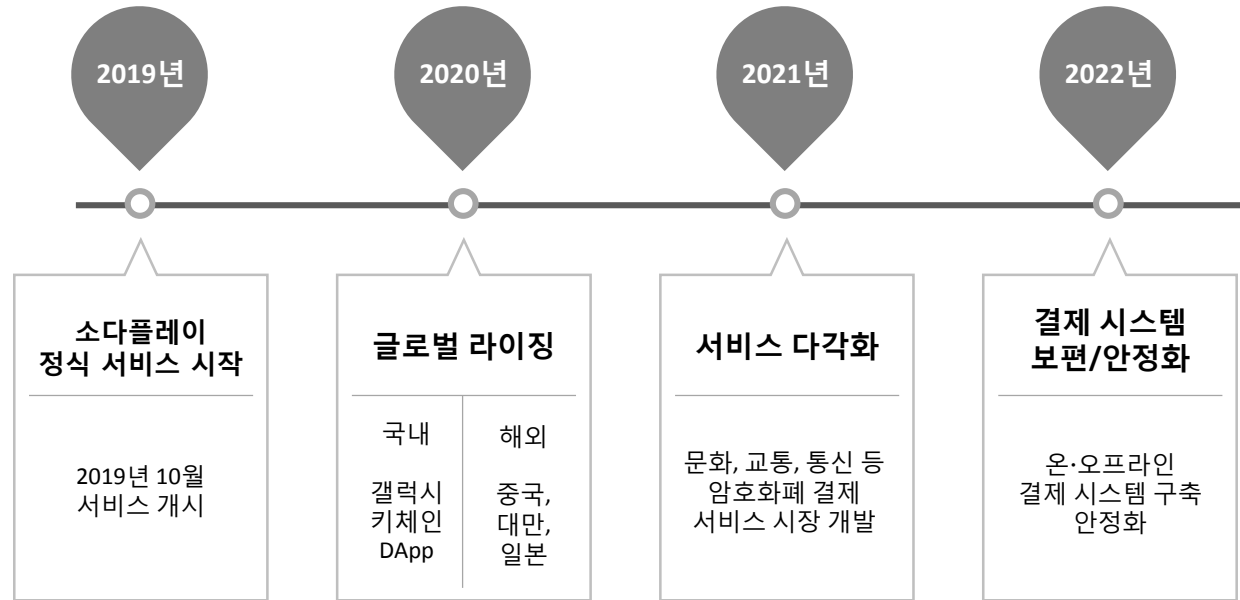 2019년
2020년
2021년
2022년
소다플레이
정식 서비스 시작
2019년 10월
서비스 개시
글로벌 라이징
국내
갤럭시
키체인
DApp
해외
중국,
대만,
일본
서비스 다각화
문화, 교통, 통신 등
암호화폐 결제
서비스 시장 개발
결제 시스템
보편/안정화
온·오프라인
결제 시스템 구축
안정화